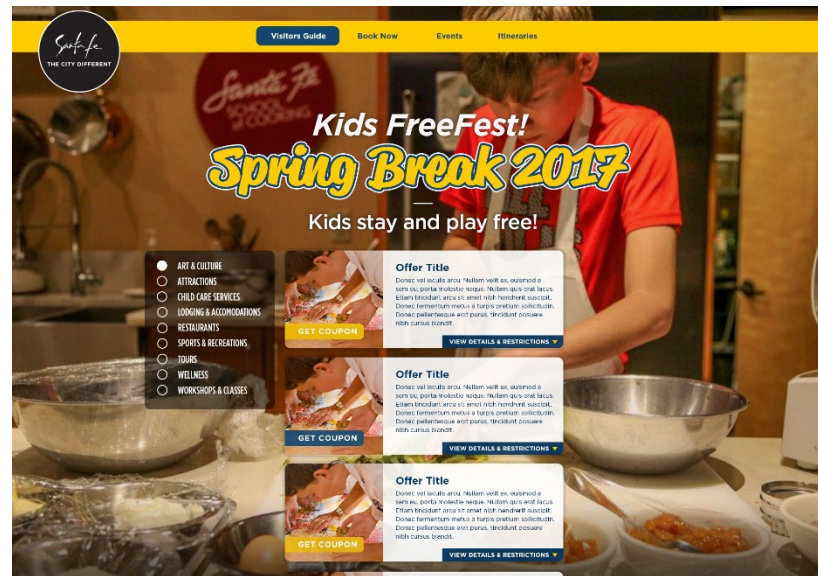 Santa Fe
THE CITY DIFFERENT
Visitors Guide
Book Now
Events
Itineraries
Santa Fe
SCHOOL
of COOKING
Kids FreeFest!
Spring Break 2017
Kids stay and play free!
ART & CULTURE
ATTRACTIONS
CHILD CARE SERVICES
LODGING & ACCOMODATIONS
RESTAURANTS
SPORTS & RECREATIONS
TOURS
WELLNESS
WORKSHOPS & CLASSES
GET COUPON
Offer Title
Donec vel iaculis arcu. Nullam velit ex, euismod a
sem eu, porta molestie neque. Nullam quis erat lacus.
Etiam tincidunt arcu sit amet nibh hendrerit suscipit.
Donec fermentum metus a turpis pretium sollicitudin.
Donec pellentesque erat purus, tincidunt posuere
nibh cursus blandit.
VIEW DETAILS & RESTRICTIONS
GET COUPON
Offer Title
Donec vel iaculis arcu. Nullam velit ex, euismod a
sem eu, porta molestie neque. Nullam quis erat lacus.
Etiam tincidunt arcu sit amet nibh hendrerit suscipit.
Donec fermentum metus a turpis pretium sollicitudin.
Donec pellentesque erat purus, tincidunt posuere
nibh cursus blandit.
VIEW DETAILS & RESTRICTIONS
GET COUPON
Offer Title
Donec vel iaculis arcu. Nullam velit ex, euismod a
sem eu, porta molestie neque. Nullam quis erat lacus.
Etiam tincidunt arcu sit amet nibh hendrerit suscipit.
Donec fermentum metus a turpis pretium sollicitudin.
Donec pellentesque erat purus, tincidunt posuere
nibh cursus blandit.
VIEW DETAILS & RESTRICTIONS